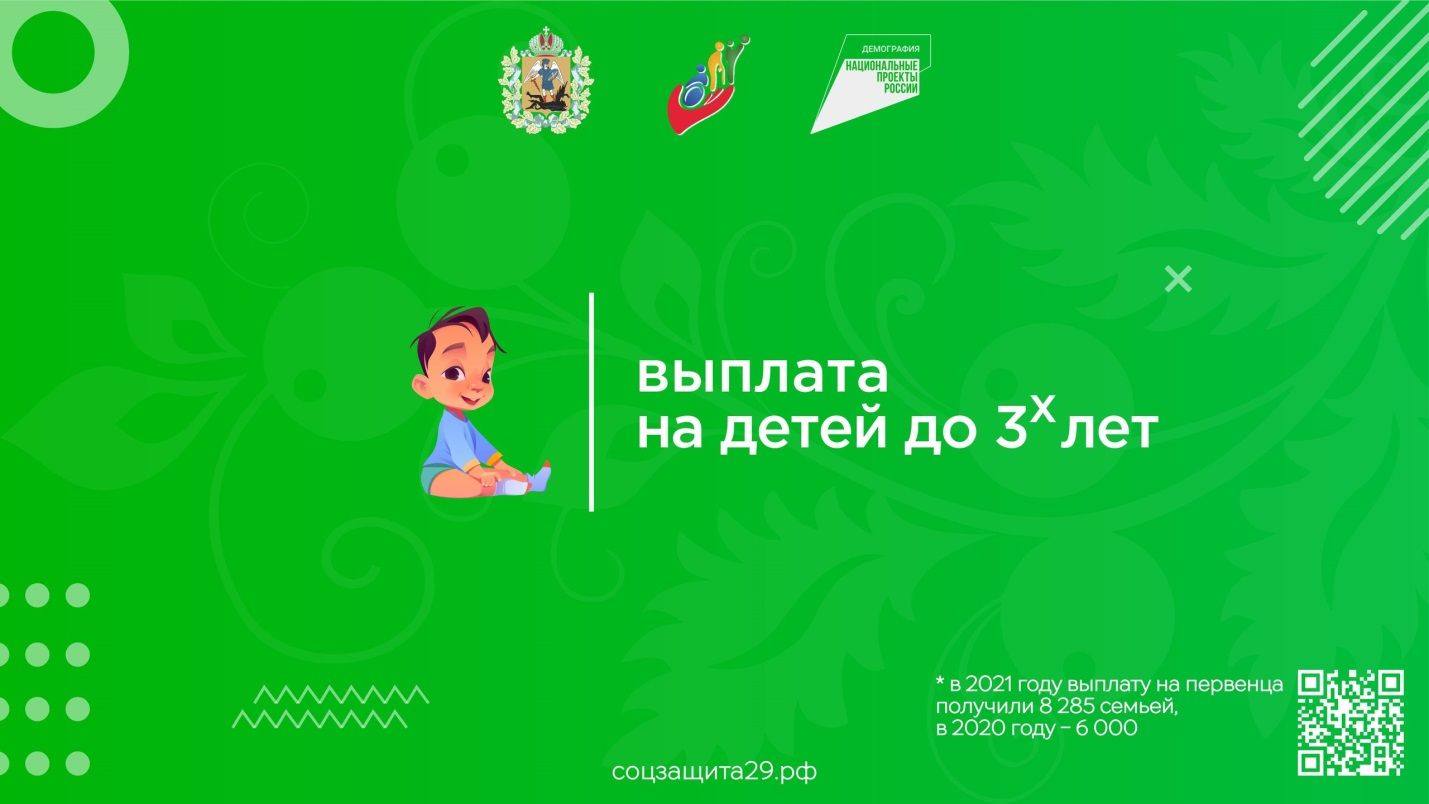 ДЕМОГРАФИЯ
НАЦИОНАЛЬНЫЕ
ПРОЕКТЫ
РОССИИ
выплата
на детей до 3х лет
* в 2021 году выплату на первенца
получили 8 285 семьей,
в 2020 году – 6 000
соцзащита29.рф